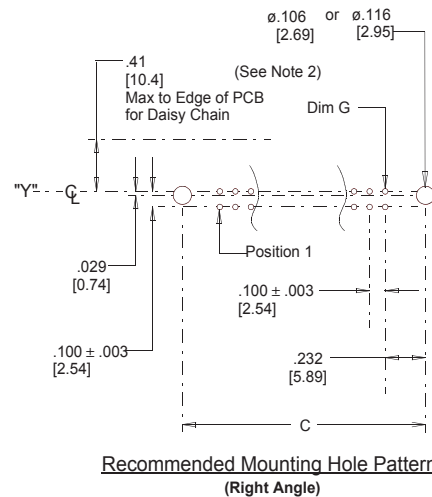 ø.106 or ø.116
[2.69] [2.95]
.41
[10.4]
Max to Edge of PCB
for Daisy Chain
(See Note 2)
Dim G
"Y" ℄
Position 1
.029
[0.74]
.100 ± .003
[2.54]
.100 ± .003
[5.89]
.232
[5.89]
C
Recommended Mounting Hole Pattern
(Right Angle)